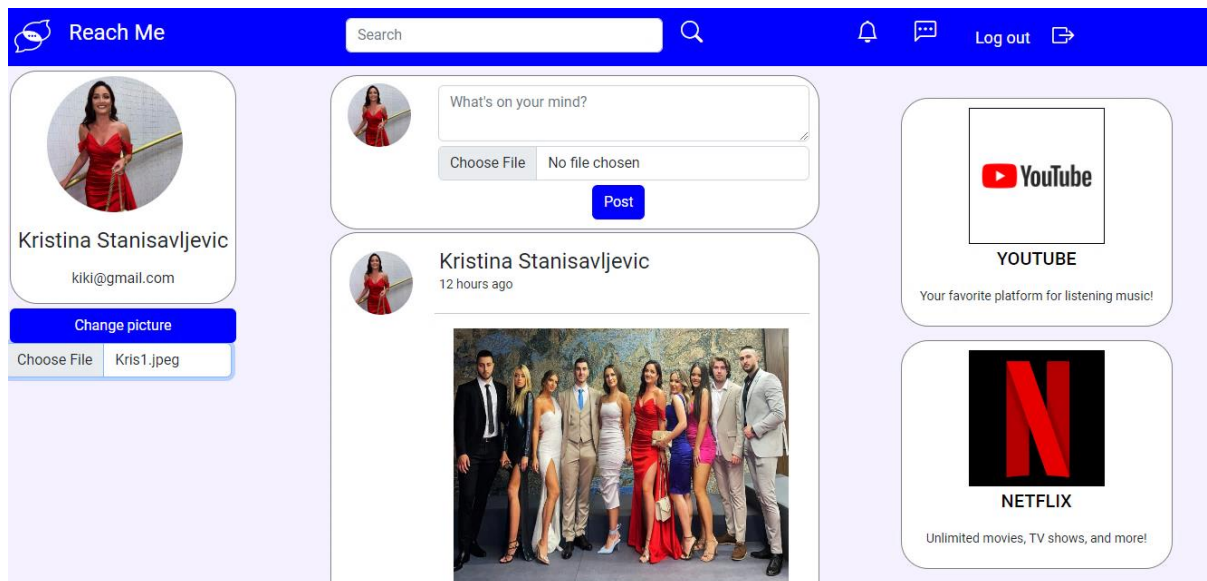 Reach Me
Search
Log out
Kristina Stanisavljevic
kiki@gmail.com
Change picture
Choose File Kris1.jpeg
What's on your mind?
Choose File No file chosen
Post
Kristina Stanisavljevic
12 hours ago
YouTube
YOUTUBE
Your favorite platform for listening music!
N
NETFLIX
Unlimited movies, TV shows, and more!